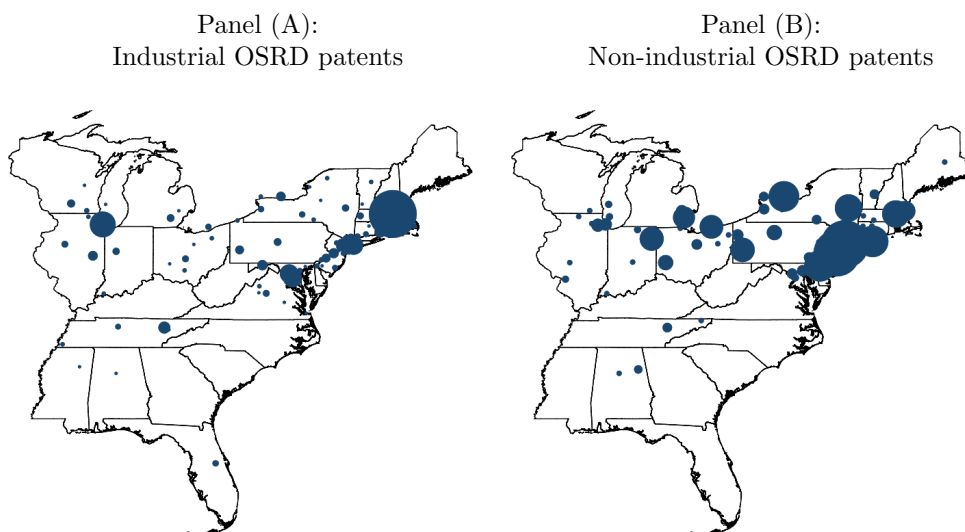 Panel (A):
Industrial OSRD patents
Panel (B):
Non-industrial OSRD patents